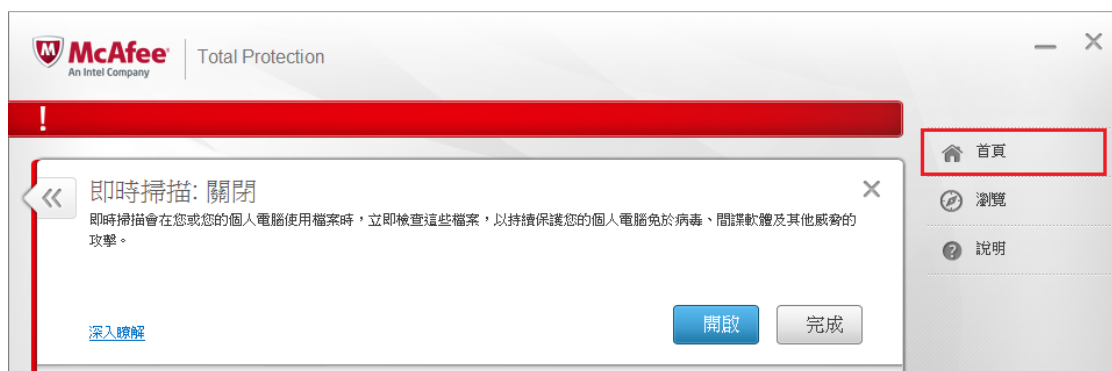 McAfee
An Intel Company
Total Protection
!
首頁
即時掃描: 關閉
即時掃描會在您或您的個人電腦使用檔案時，立即檢查這些檔案，以持續保護您的個人電腦免於病毒、間諜軟體及其他威脅的
攻擊。
瀏覽
說明
深入瞭解
開啟
完成